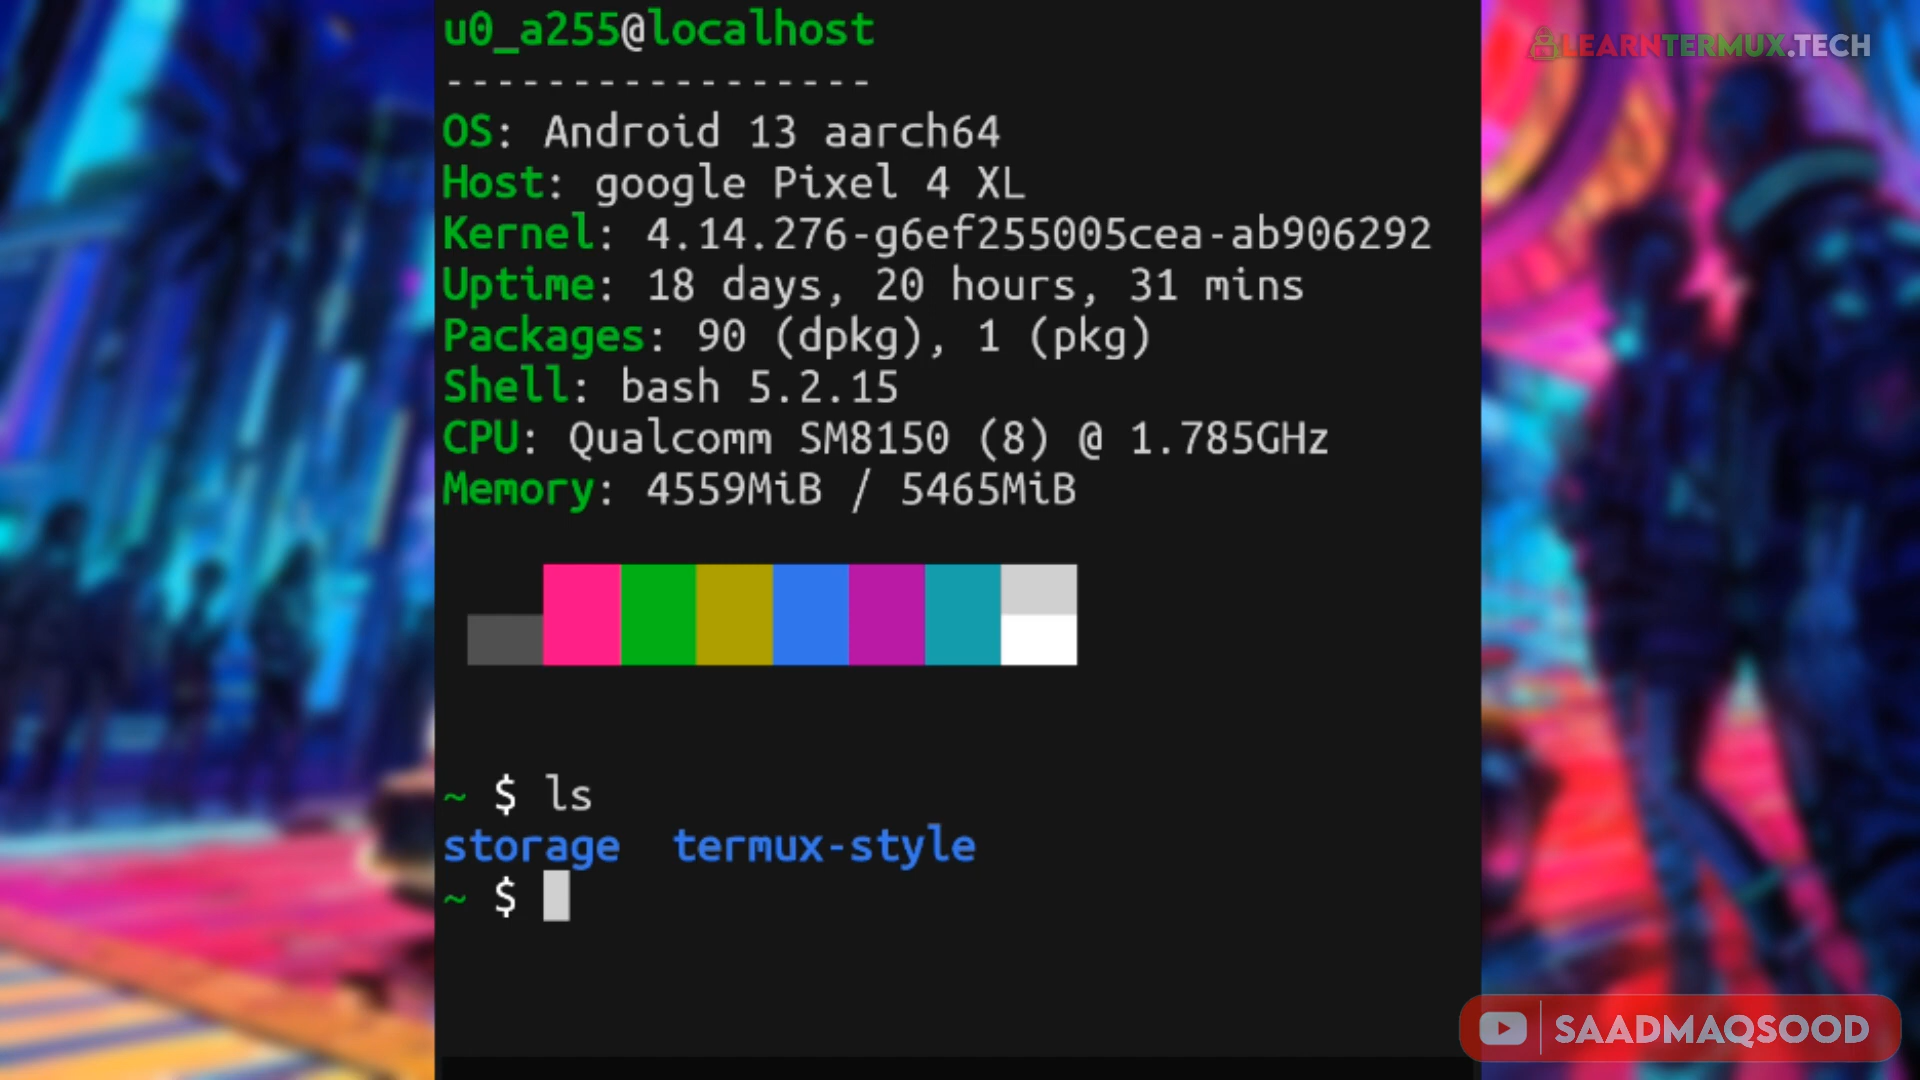 u0_a255@localhost
-----------------
OS: Android 13 aarch64
Host: google Pixel 4 XL
Kernel: 4.14.276-g6ef255005cea-ab906292
Uptime: 18 days, 20 hours, 31 mins
Packages: 90 (dpkg), 1 (pkg)
Shell: bash 5.2.15
CPU: Qualcomm SM8150 (8) @ 1.785GHz
Memory: 4559MiB / 5465MiB
~ $ ls
storage  termux-style
~ $
LEARNTERMUX.TECH
SAADMAQSOOD